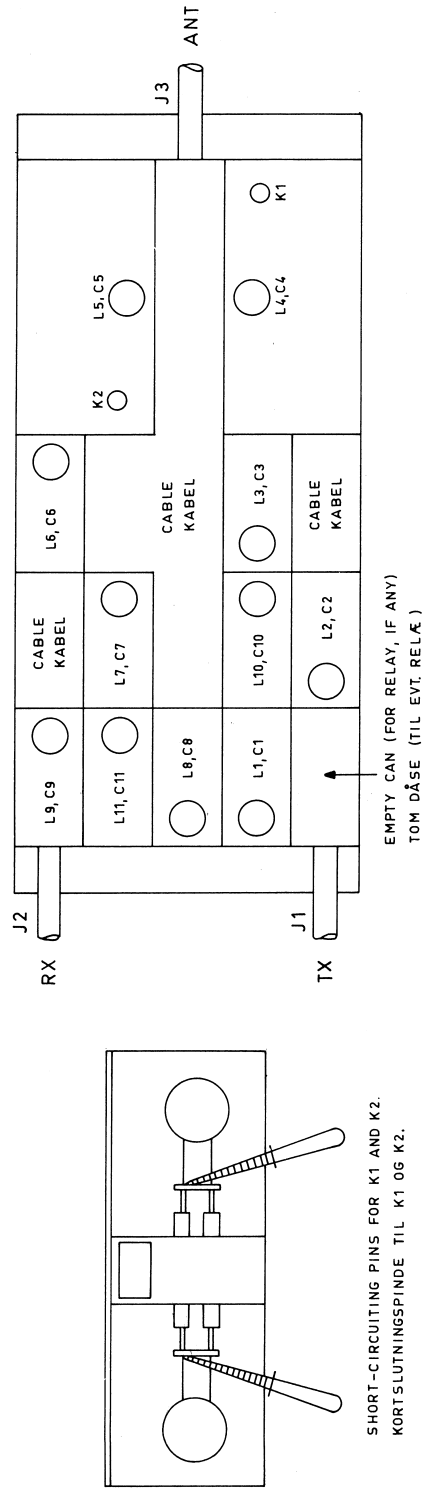 J3
ANT
L5, C5
K1
L4, C4
K2
L6, C6
CABLE
KABEL
L3, C3
CABLE
KABEL
CABLE
KABEL
L7, C7
L10, C10
L2, C2
L9, C9
L11, C11
L8, C8
L1, C1
EMPTY CAN (FOR RELAY, IF ANY)
TOM DÅSE (TIL EVT. RELÆ)
J2
RX
J1
TX
SHORT-CIRCUITING PINS FOR K1 AND K2.
KORTSLUTNINGSPINDE TIL K1 OG K2.